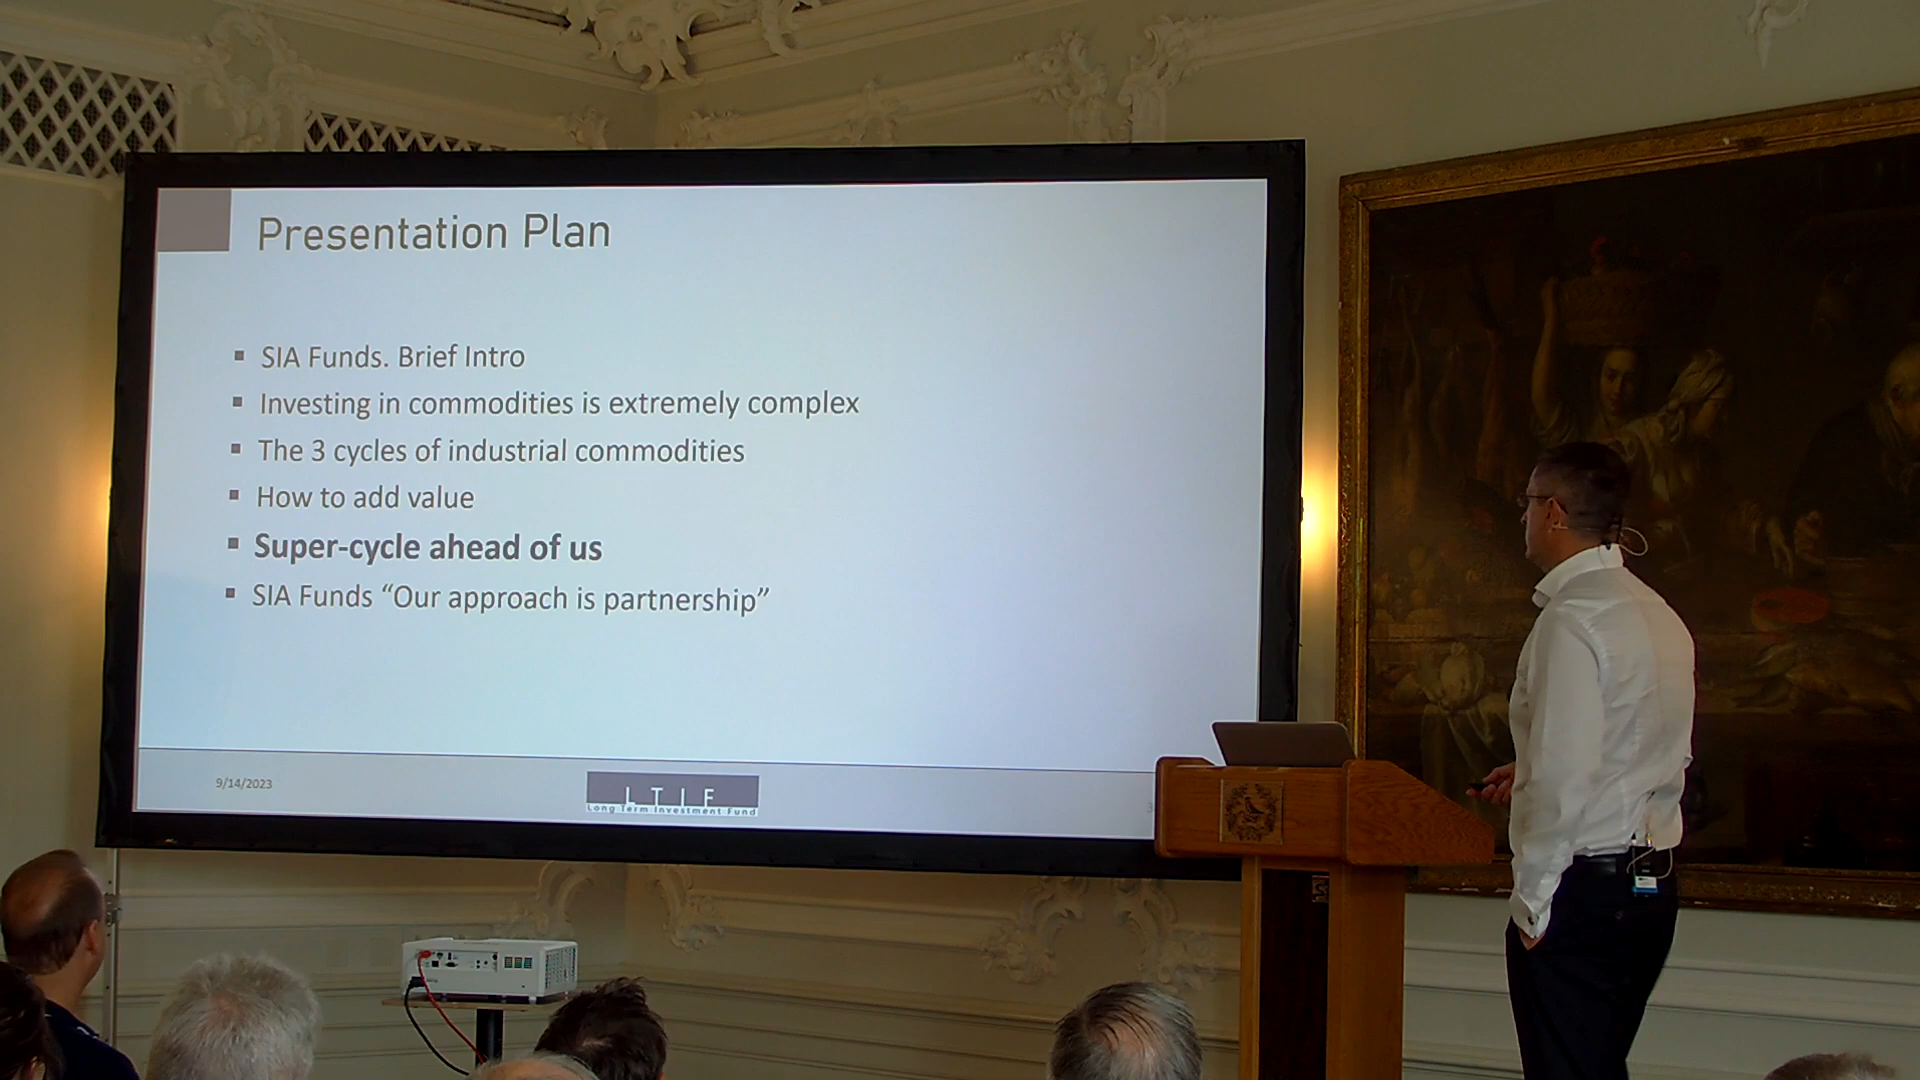 Presentation Plan
▪ SIA Funds. Brief Intro
▪ Investing in commodities is extremely complex
▪ The 3 cycles of industrial commodities
▪ How to add value
▪ Super-cycle ahead of us
▪ SIA Funds “Our approach is partnership”
9/14/2023
LTIF
Long Term Investment Fund
3